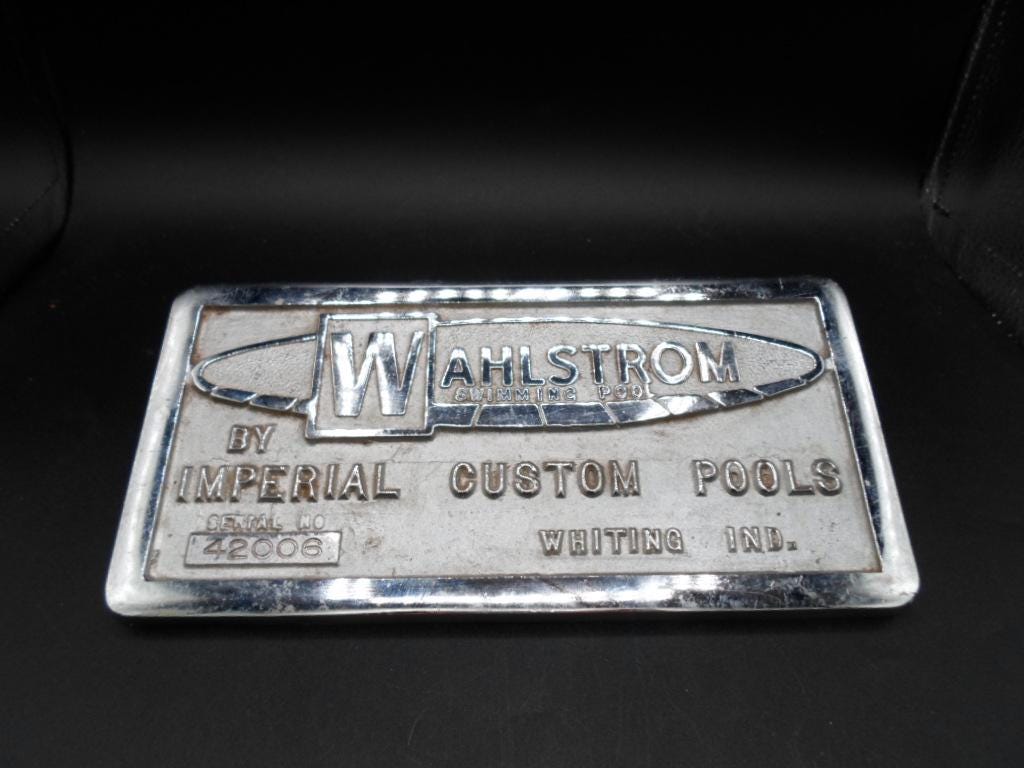 WAHLSTROM
SWIMMING POOL
BY
IMPERIAL CUSTOM POOLS
SERIAL NO
42006
WHITING IND.